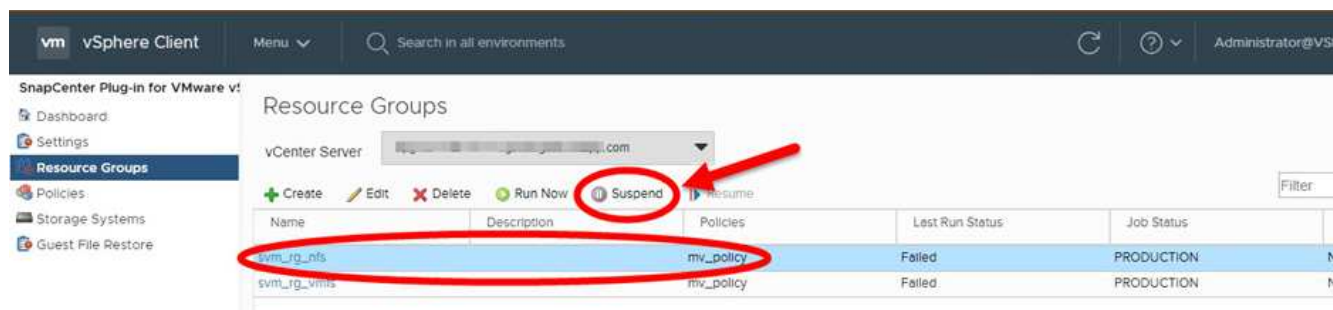 vm vSphere Client Menu Search in all environments Administrator@VS
SnapCenter Plug-in for VMware vS
Dashboard
Settings
Resource Groups
Policies
Storage Systems
Guest File Restore
Resource Groups
vCenter Server .com
Create Edit Delete Run Now Suspend Resume Filter
Name Description Policies Last Run Status Job Status
svm_rg_nfs mv_policy Failed PRODUCTION N
svm_rg_vmfs mv_policy Failed PRODUCTION N